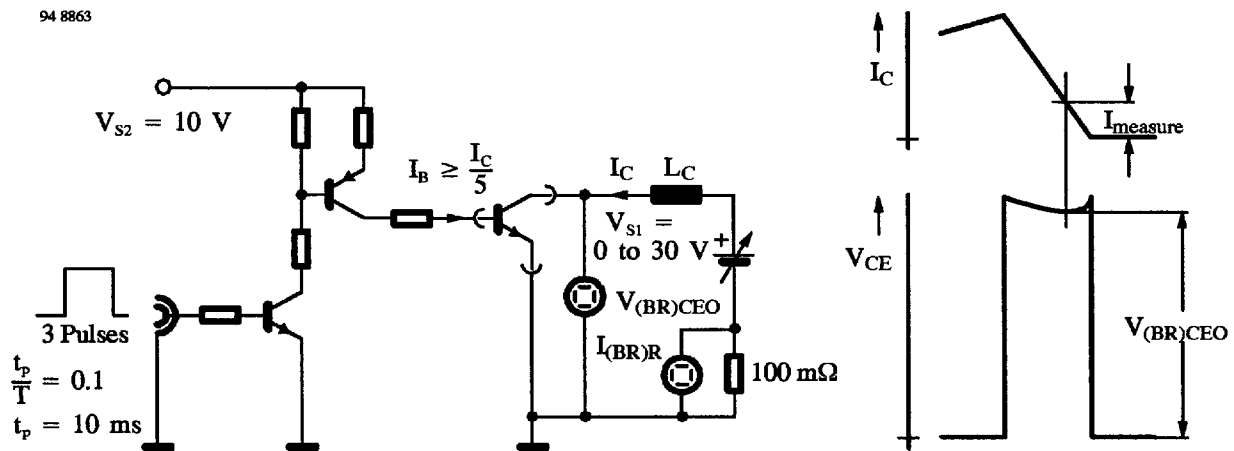 94 8863
V_S2 = 10 V
I_B ≥ I_C/5
I_C
L_C
V_S1 =
0 to 30 V
+
V_(BR)CEO
I_(BR)R
100 mΩ
3 Pulses
t_p/T = 0.1
t_p = 10 ms
I_C
I_measure
V_CE
V_(BR)CEO